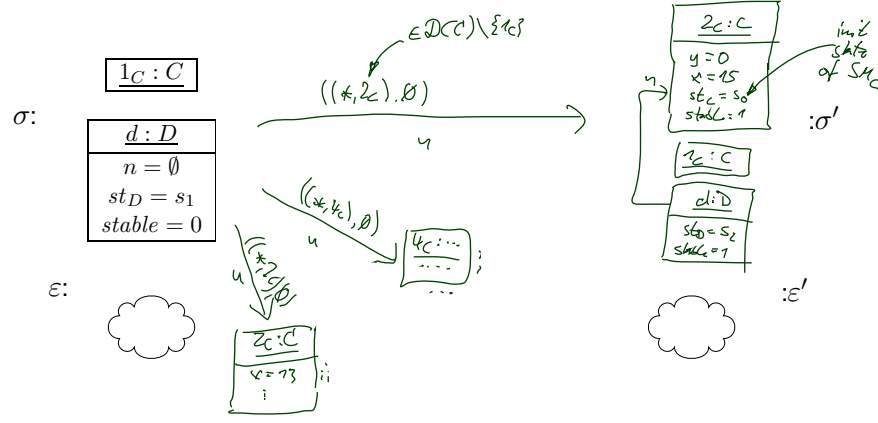 σ:
1_C : C
d : D
n = ∅
st_D = s_1
stable = 0
ε:
∈ D(C) \ {1_C}
((*, 2_C), ∅)
u
((*, 4_C), ∅)
u
4_C : ...
....
;
...
((*, 2_C), ∅)
u
2_C : C
x = 13
⋮
;;
2_C : C
y = 0
x = 15
st_C = s_0
stable = 1
init
state
of SM_C
n
:σ′
1_C : C
d : D
st_D = s_2
stable = 1
:ε′